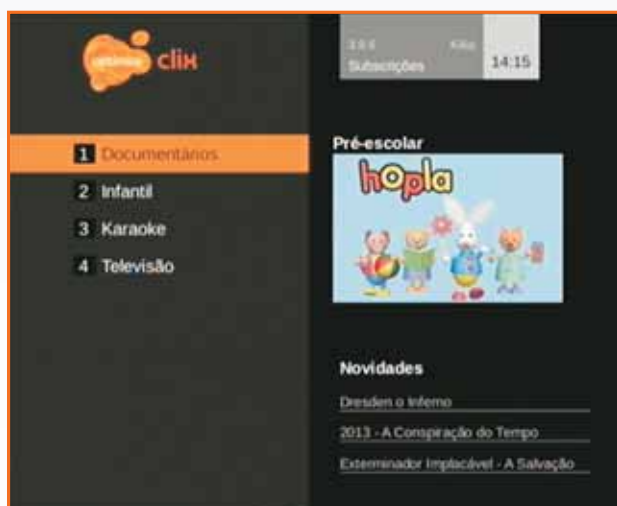 optimus clix
Subscrições
14:15
1 Documentários
2 Infantil
3 Karaoke
4 Televisão
Pré-escolar
hopla
Novidades
Dresden o Inferno
2013 - A Conspiração do Tempo
Exterminador Implacável - A Salvação